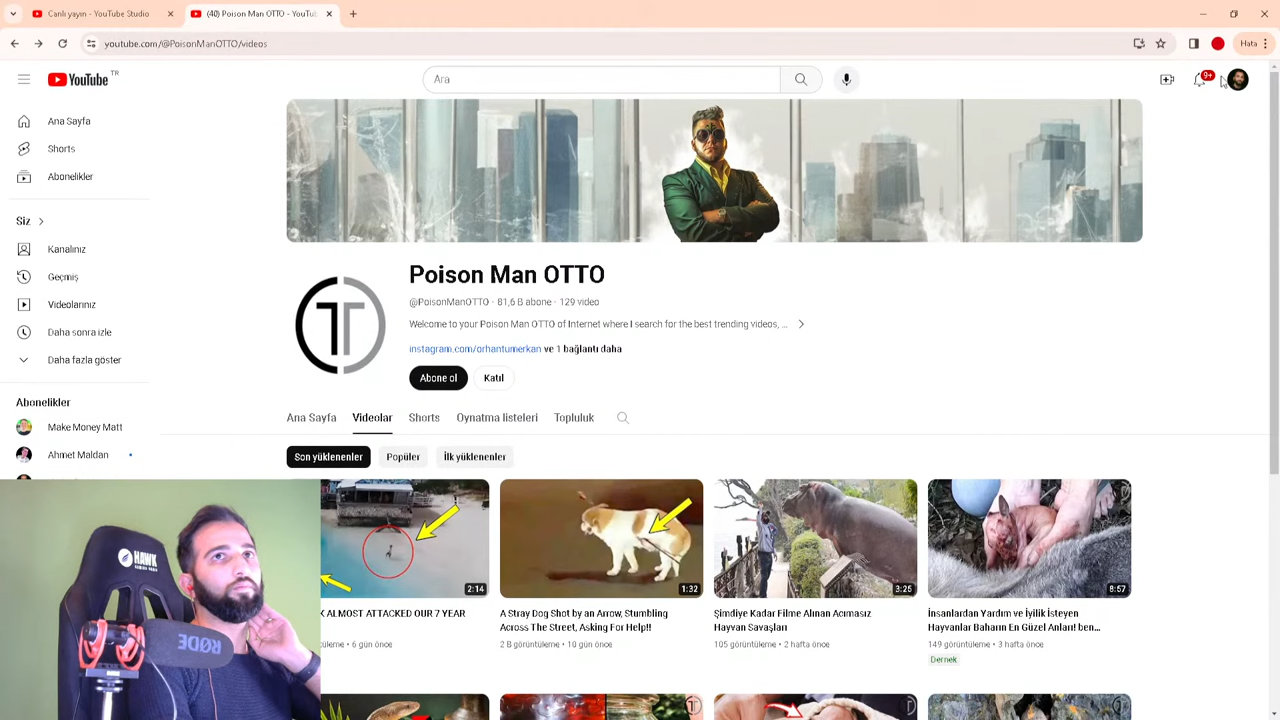 Canlı yayın - YouTube Studio
(40) Poison Man OTTO - YouTu
youtube.com/@PoisonManOTTO/videos
Hata
YouTube TR
Ara
9+
Ana Sayfa
Shorts
Abonelikler
Siz
Kanalınız
Geçmiş
Videolarınız
Daha sonra izle
Daha fazla göster
Abonelikler
Make Money Matt
Ahmet Maldan
Poison Man OTTO
@PoisonManOTTO · 81,6 B abone · 129 video
Welcome to your Poison Man OTTO of Internet where I search for the best trending videos, ...
instagram.com/orhantumerkan ve 1 bağlantı daha
Abone ol
Katıl
Ana Sayfa
Videolar
Shorts
Oynatma listeleri
Topluluk
Son yüklenenler
Popüler
İlk yüklenenler
2:14
1:32
3:25
8:57
ALMOST ATTACKED OUR 7 YEAR
6 gün önce
A Stray Dog Shot by an Arrow, Stumbling
Across The Street, Asking For Help!!
2 B görüntüleme • 10 gün önce
Şimdiye Kadar Filme Alınan Acımasız
Hayvan Savaşları
105 görüntüleme • 2 hafta önce
İnsanlardan Yardım ve İyilik İsteyen
Hayvanlar Baharın En Güzel Anları! ben...
149 görüntüleme • 3 hafta önce
Dernek
HAWK
RØDE